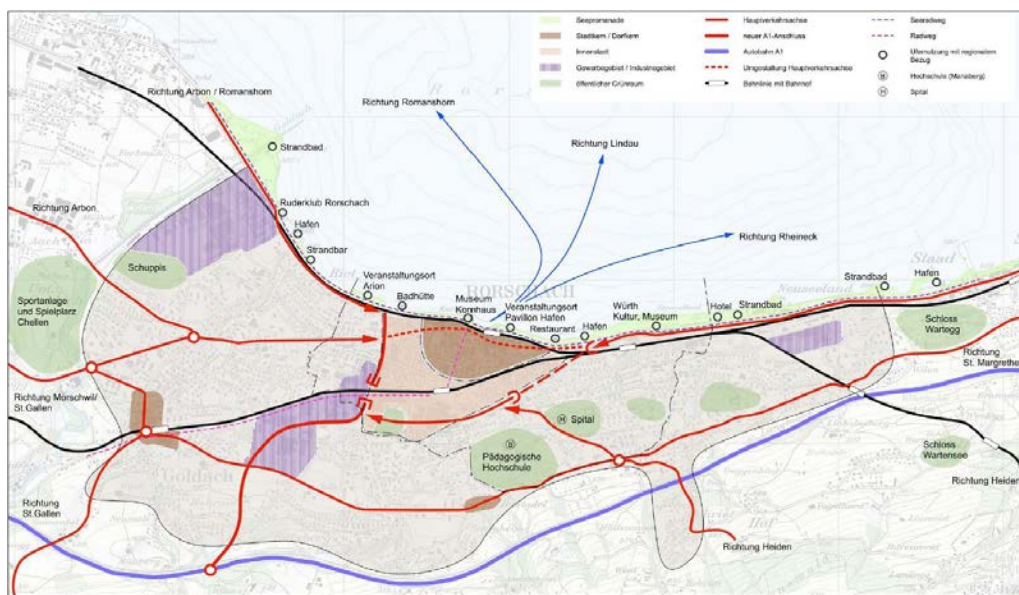 Seepromenade
Stadtkern / Dorfkern
Innenstadt
Gewerbegebiet / Industriegebiet
öffentlicher Grünraum
Hauptverkehrsachse
neuer A1-Anschluss
Autobahn A1
Umgestaltung Hauptverkehrsachse
Bahnlinie mit Bahnhof
Seeradweg
Radweg
Ufernutzung mit regionalem
Bezug
Hochschule (Mariaberg)
H Spital
Richtung Arbon / Romanshorn
Richtung Romanshorn
Richtung Lindau
Strandbad
Richtung Arbon
Ruderklub Rorschach
Hafen
Strandbar
Richtung Rheineck
Schuppis
Sportanlage
und Spielplatz
Chellen
Veranstaltungsort
Arion
Badhütte
RORSCHACH
Museum
Kornhaus
Veranstaltungsort
Pavillon Hafen
Restaurant
Hafen
Würth
Kultur, Museum
Hotel
Strandbad
Strandbad
Hafen
Staad
Schloss
Wartegg
Richtung
St. Margrethe
Richtung Mörschwil/
St.Gallen
Goldach
H
Spital
Pädagogische
Hochschule
Schloss
Wartensee
Richtung Heiden
Richtung
St.Gallen
Hof
Richtung Heiden